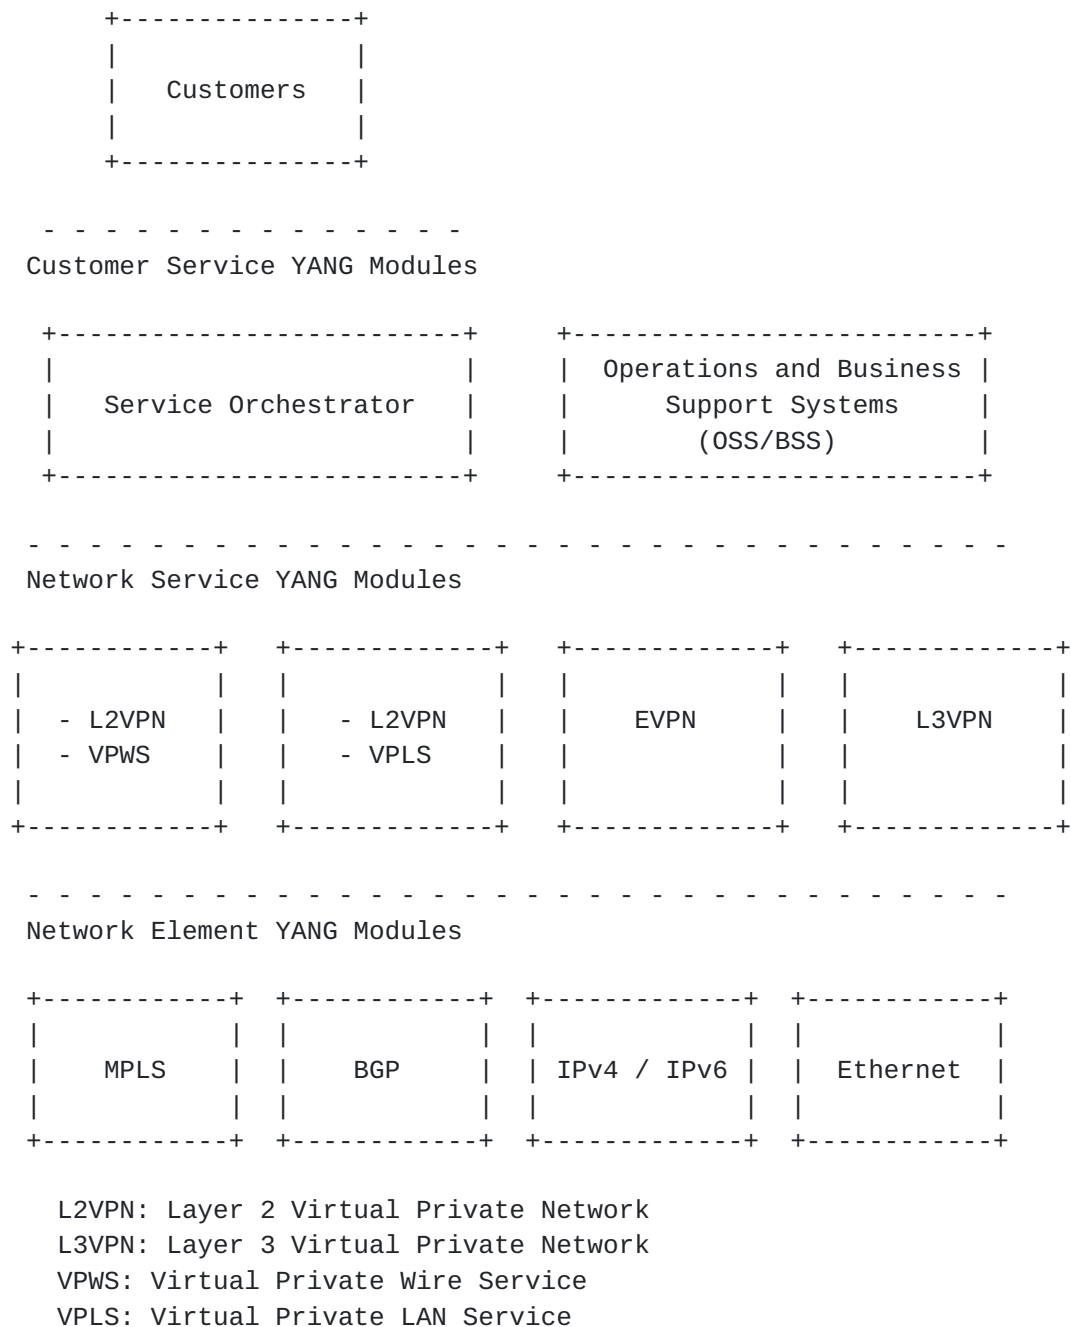 Customers
Customer Service YANG Modules
Operations and Business
Service Orchestrator Support Systems
(OSS/BSS)
Network Service YANG Modules
- L2VPN - L2VPN EVPN L3VPN
- VPWS - VPLS
Network Element YANG Modules
MPLS BGP IPv4 / IPv6 Ethernet
L2VPN: Layer 2 Virtual Private Network
L3VPN: Layer 3 Virtual Private Network
VPWS: Virtual Private Wire Service
VPLS: Virtual Private LAN Service